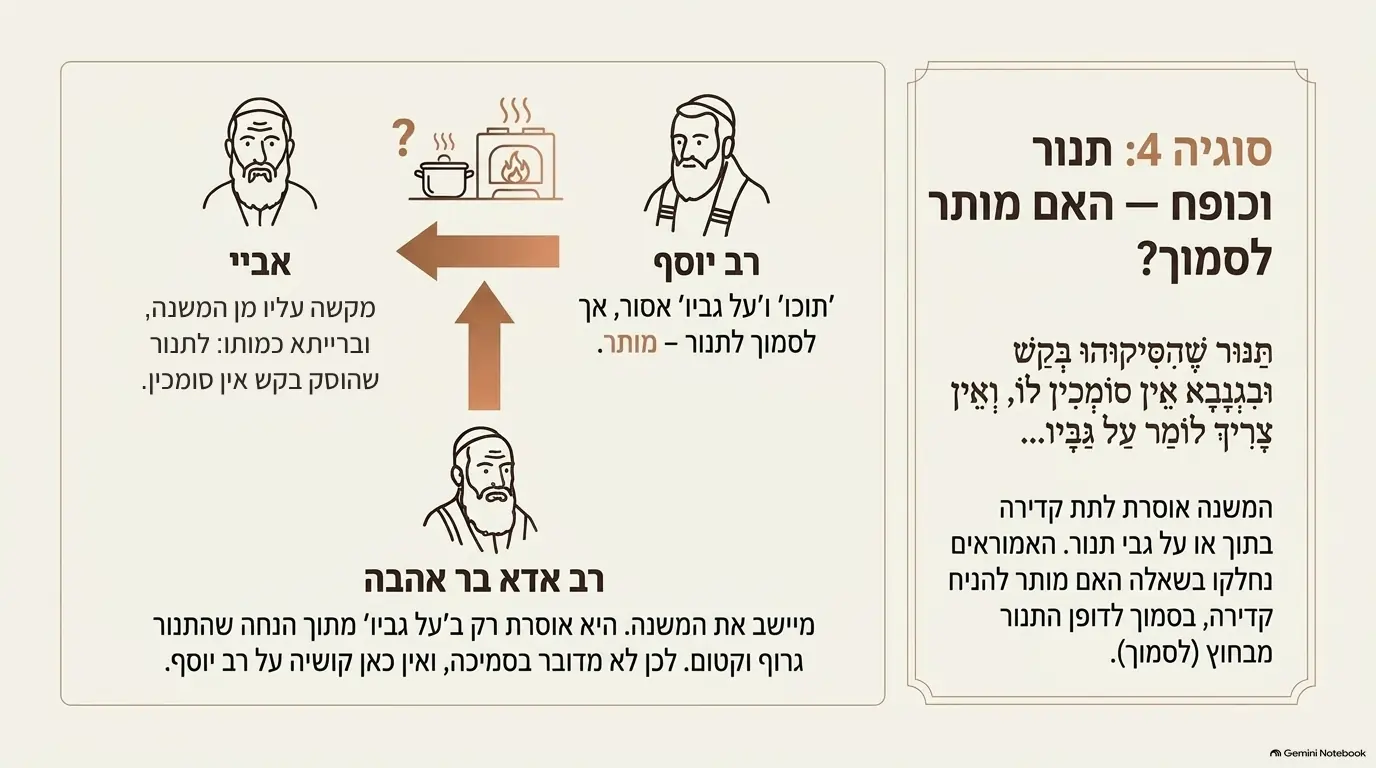 סוגיה 4: תנור
וכופח – האם מותר
לסמוך?
תַּנּוּר שֶׁהִסִּיקוּהוּ בְּקַשׁ
וּבִגְבָבָא אֵין סוֹמְכִין לוֹ, וְאֵין
צָרִיךְ לוֹמַר עַל גַּבָּיו...
המשנה אוסרת לתת קדירה
בתוך או על גבי תנור. האמוראים
נחלקו בשאלה האם מותר להניח
קדירה, בסמוך לדופן התנור
מבחוץ (לסמוך).
רב יוסף
'תוכו' ו'על גביו' אסור, אך
לסמוך לתנור – מותר.
?
אביי
מקשה עליו מן המשנה,
וברייתא כמותו: לתנור
שהוסק בקש אין סומכין.
רב אדא בר אהבה
מיישב את המשנה. היא אוסרת רק ב'על גביו' מתוך הנחה שהתנור
גרוף וקטום. לכן לא מדובר בסמיכה, ואין כאן קושיה על רב יוסף.
Gemini Notebook